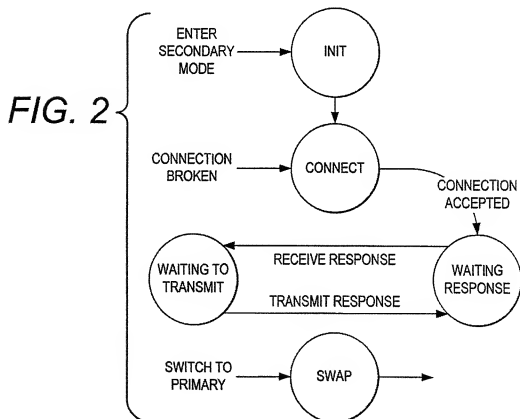 FIG. 2
ENTER
SECONDARY
MODE
INIT
CONNECTION
BROKEN
CONNECT
CONNECTION
ACCEPTED
WAITING TO
TRANSMIT
RECEIVE RESPONSE
TRANSMIT RESPONSE
WAITING
RESPONSE
SWITCH TO
PRIMARY
SWAP